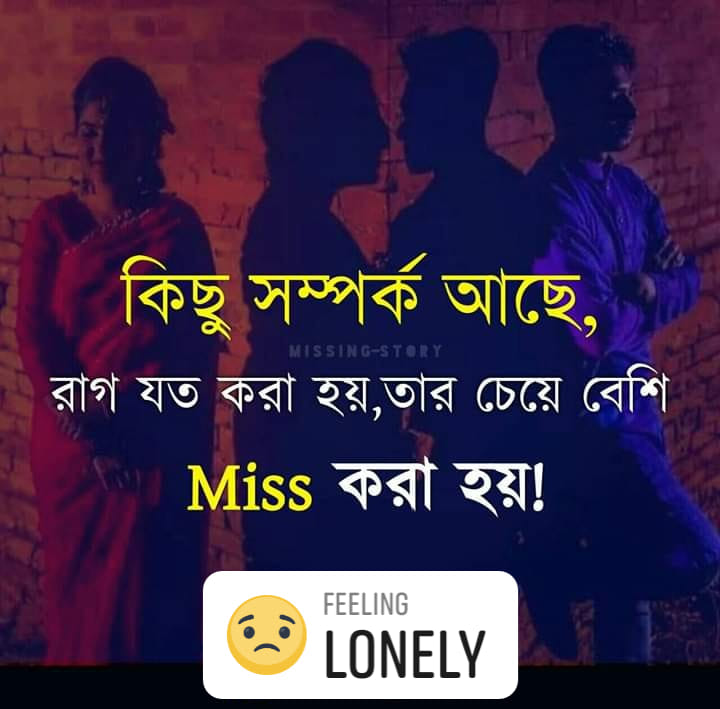 কিছু সম্পর্ক আছে,
MISSING-STORY
রাগ যত করা হয়,তার চেয়ে বেশি
Miss করা হয়!
FEELING
LONELY